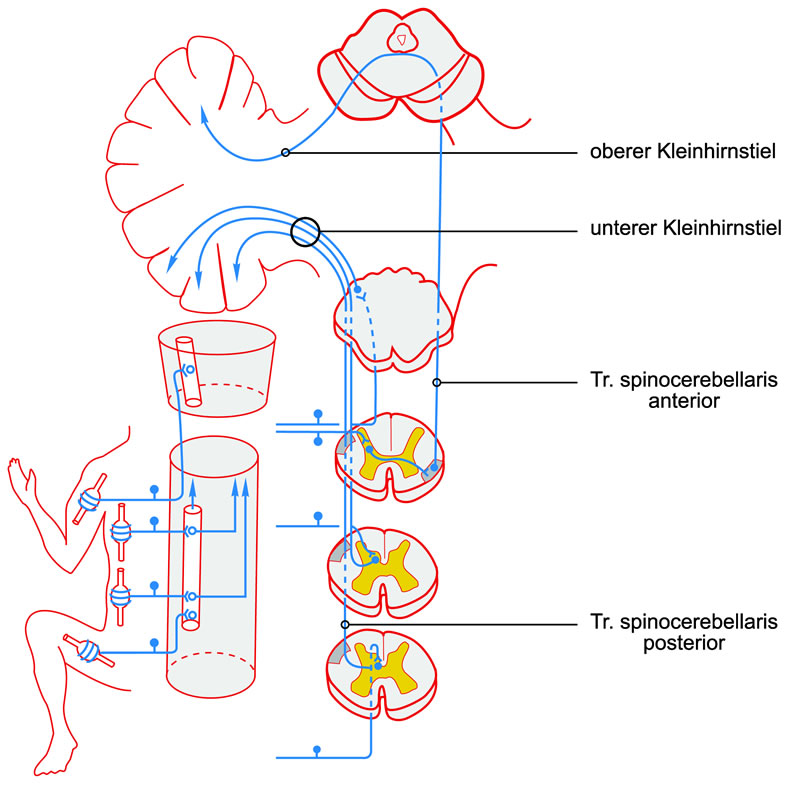 oberer Kleinhirnstiel
unterer Kleinhirnstiel
Tr. spinocerebellaris
anterior
Tr. spinocerebellaris
posterior